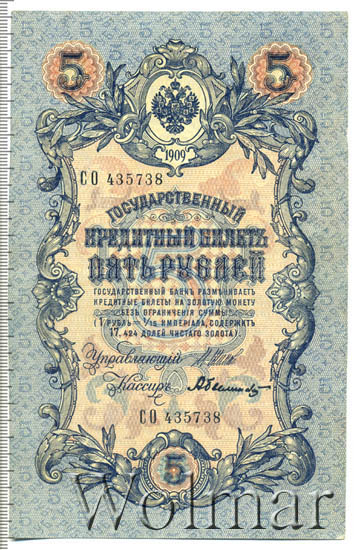 5 5
1909
СО 435738
ГОСУДАРСТВЕННЫЙ
КРЕДИТНЫЙ БИЛЕТЪ
ПЯТЬ РУБЛЕЙ
ГОСУДАРСТВЕННЫЙ БАНКЪ РАЗМѢНИВАЕТЪ
КРЕДИТНЫЕ БИЛЕТЫ НА ЗОЛОТУЮ МОНЕТУ
БЕЗЪ ОГРАНИЧЕНІЯ СУММЫ
(1 РУБЛЬ = 1/15 ИМПЕРІАЛА, СОДЕРЖИТЪ
17,424 ДОЛЕЙ ЧИСТАГО ЗОЛОТА)
Управляющій
Кассиръ
СО 435738
5
Wolmar